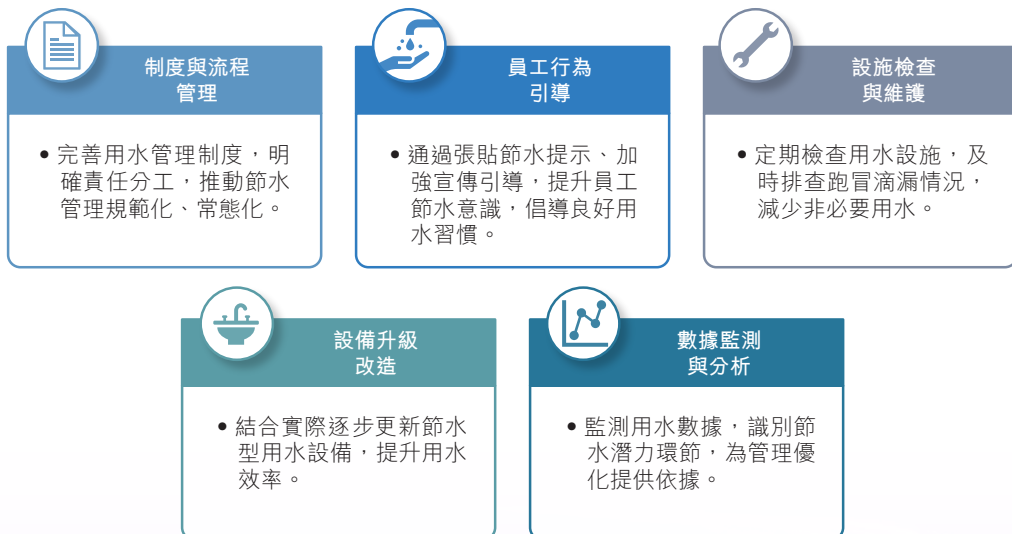 制度與流程
管理
• 完善用水管理制度，明
確責任分工，推動節水
管理規範化、常態化。
員工行為
引導
• 通過張貼節水提示、加
強宣傳引導，提升員工
節水意識，倡導良好用
水習慣。
設施檢查
與維護
• 定期檢查用水設施，及
時排查跑冒滴漏情況，
減少非必要用水。
設備升級
改造
• 結合實際逐步更新節水
型用水設備，提升用水
效率。
數據監測
與分析
• 監測用水數據，識別節
水潛力環節，為管理優
化提供依據。